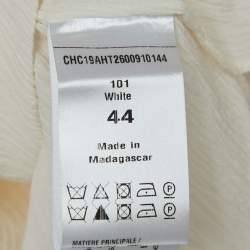 CHC19AHT2600910144
101
White
44
Made in
Madagascar
MATIERE PRINCIPALE /